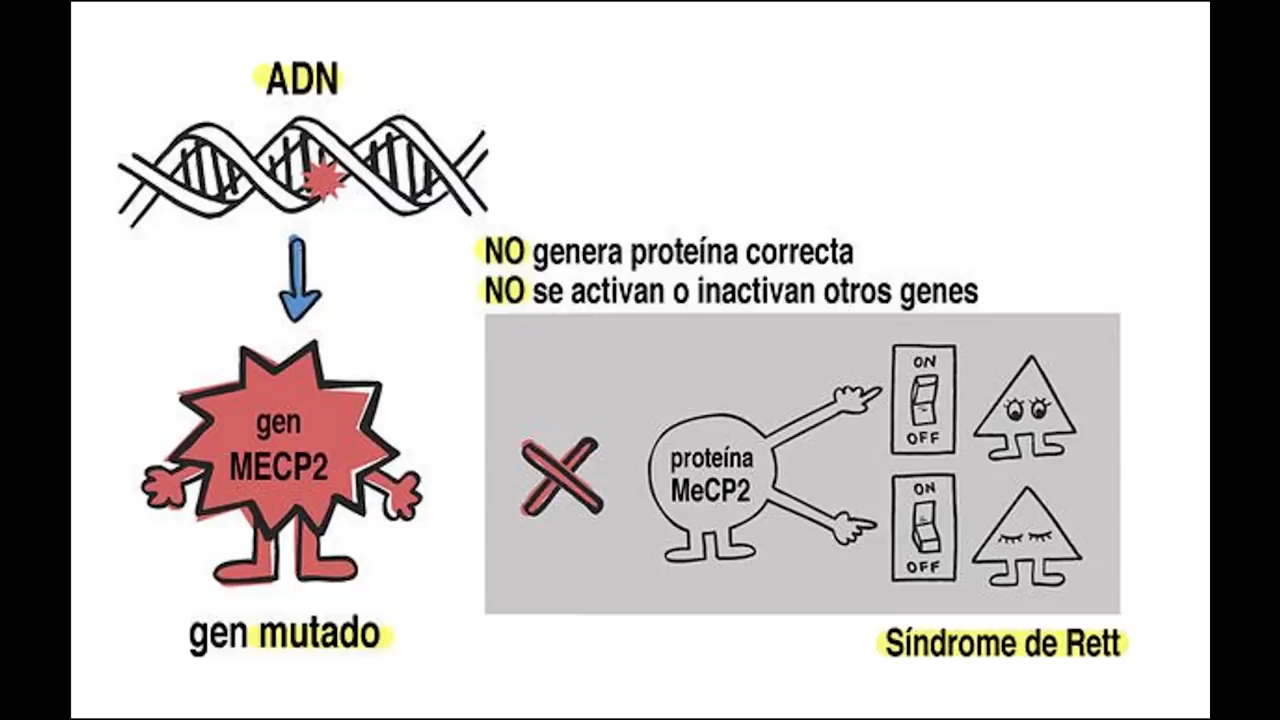 ADN
NO genera proteína correcta
NO se activan o inactivan otros genes
gen
MECP2
proteína
MeCP2
ON
OFF
ON
OFF
gen mutado
Síndrome de Rett